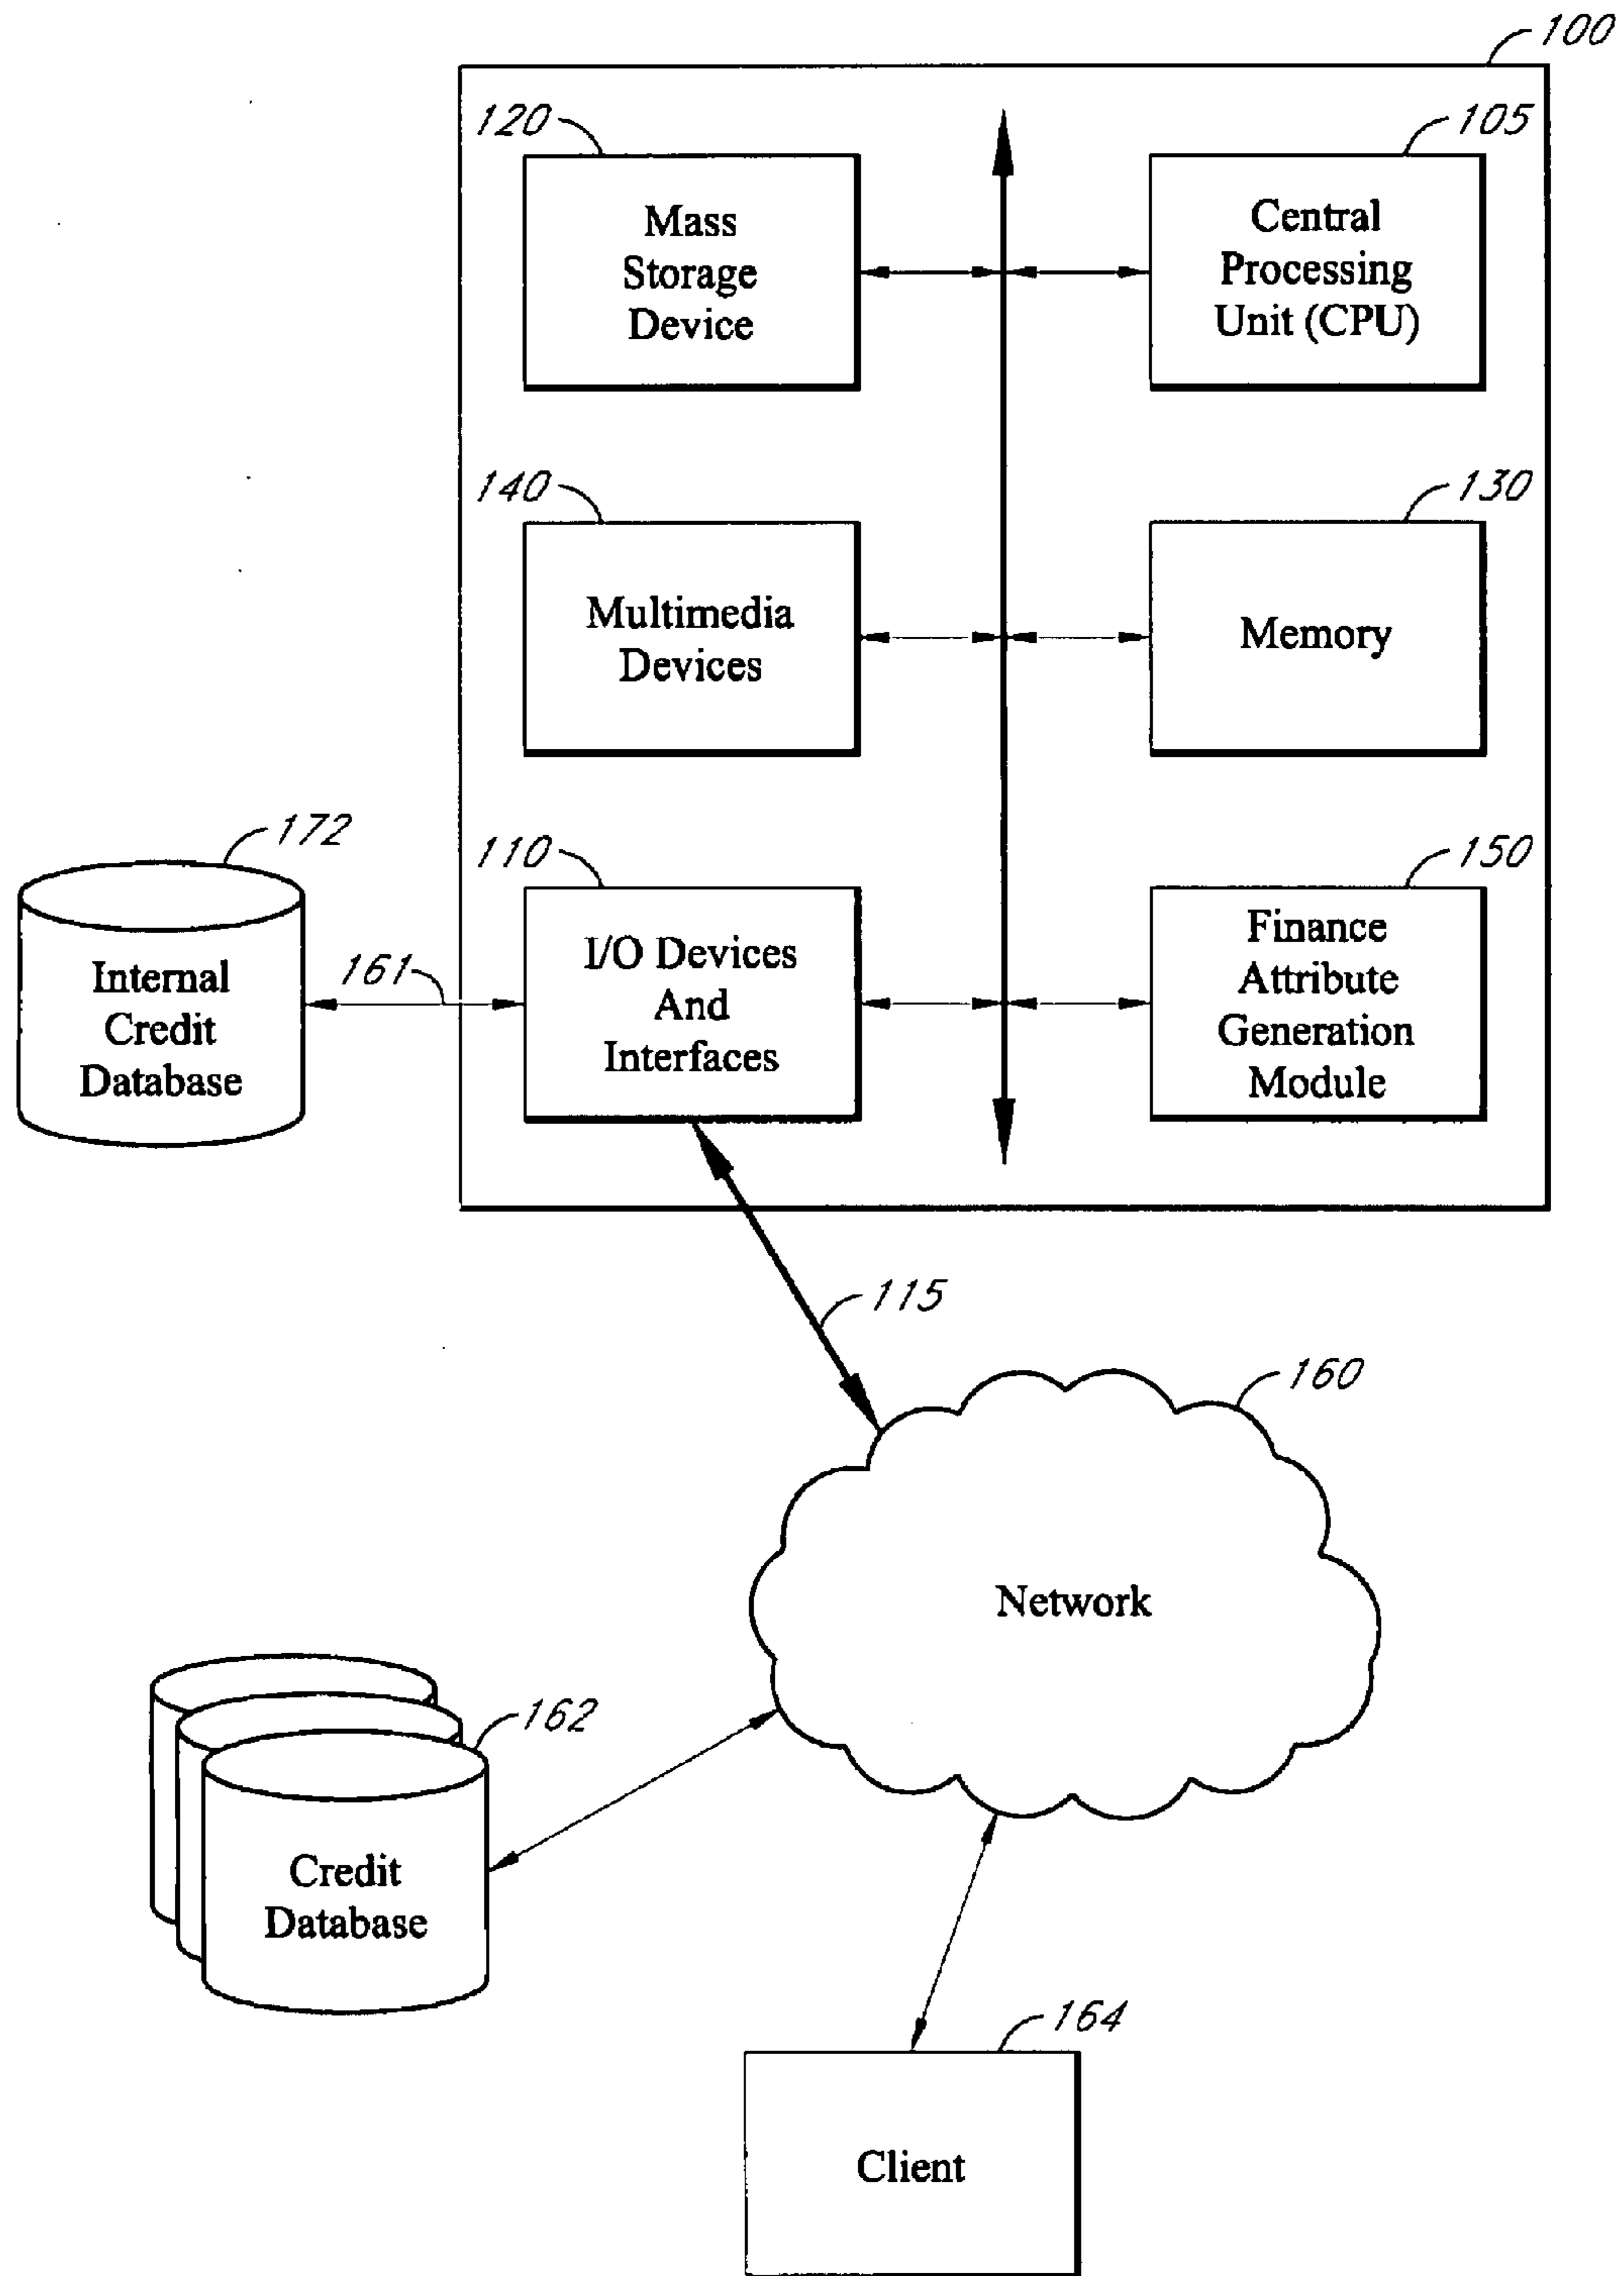 100
120
Mass
Storage
Device
105
Central
Processing
Unit (CPU)
140
Multimedia
Devices
130
Memory
172
Internal
Credit
Database
161
110
I/O Devices
And
Interfaces
150
Finance
Attribute
Generation
Module
115
160
Network
162
Credit
Database
164
Client